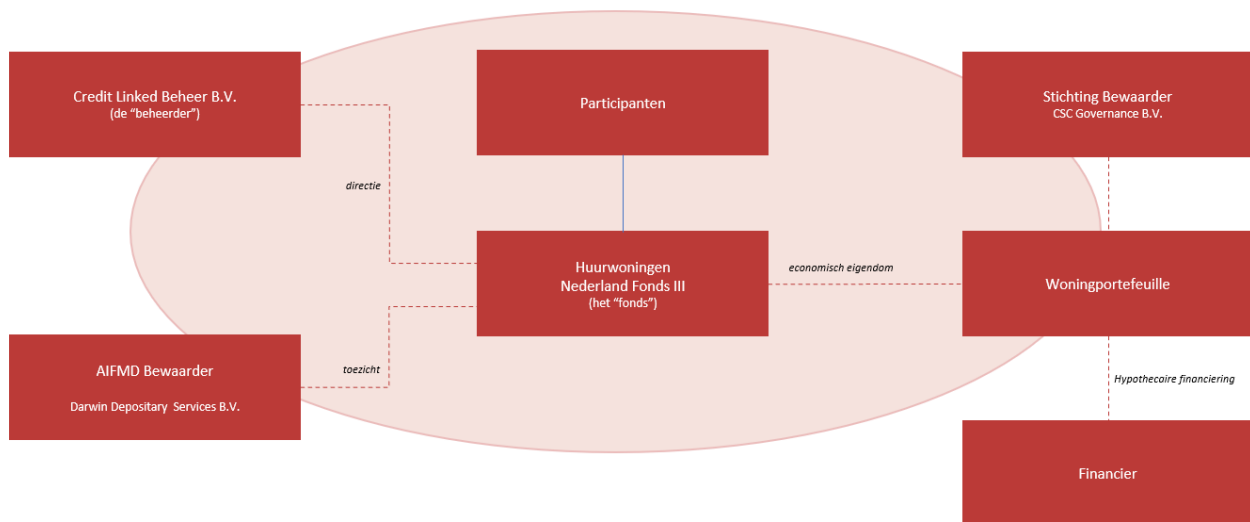 Credit Linked Beheer B.V.
(de “beheerder”)
Participanten
Stichting Bewaarder
CSC Governance B.V.
directie
Huurwoningen
Nederland Fonds III
(het “fonds”)
economisch eigendom
Woningportefeuille
AIFMD Bewaarder
Darwin Depositary Services B.V.
toezicht
Hypothecaire financiering
Financier